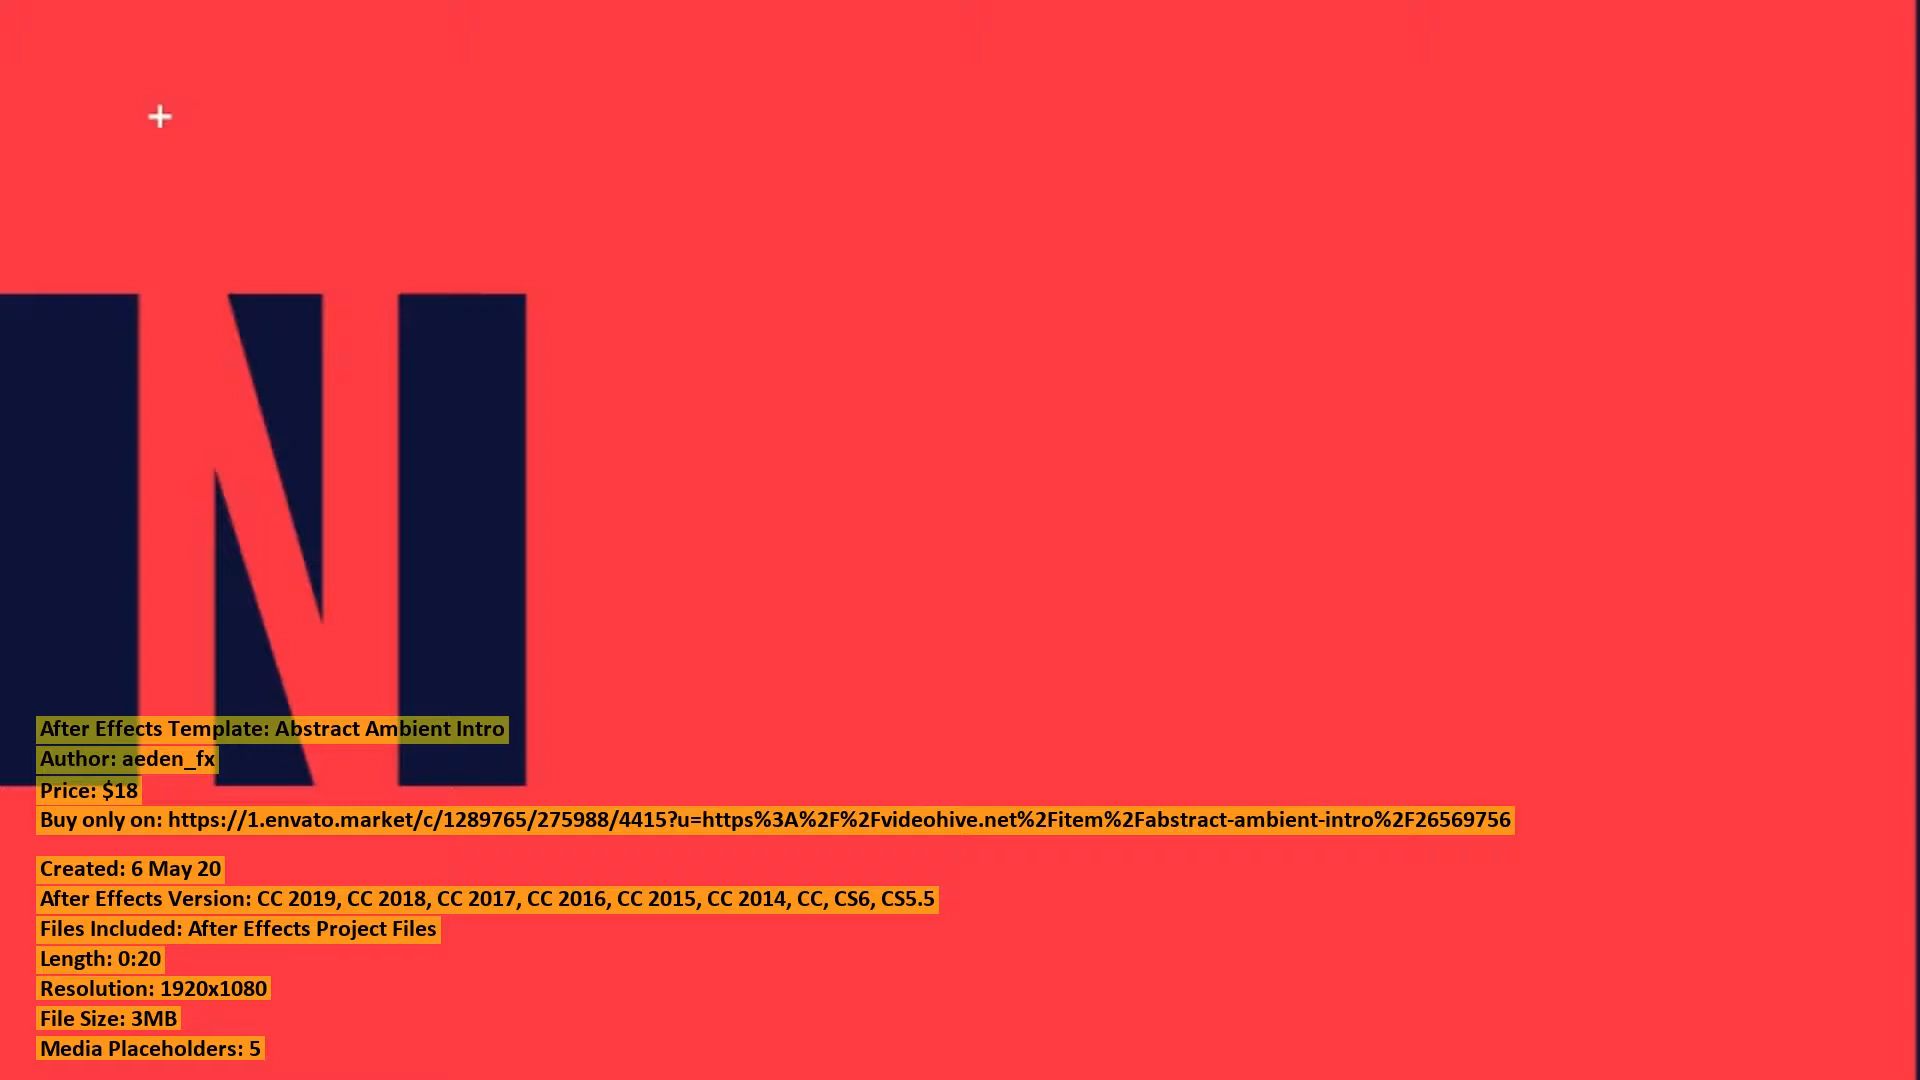 N
After Effects Template: Abstract Ambient Intro
Author: aeden_fx
Price: $18
Buy only on: https://1.envato.market/c/1289765/275988/4415?u=https%3A%2F%2Fvideohive.net%2Fitem%2Fabstract-ambient-intro%2F26569756
Created: 6 May 20
After Effects Version: CC 2019, CC 2018, CC 2017, CC 2016, CC 2015, CC 2014, CC, CS6, CS5.5
Files Included: After Effects Project Files
Length: 0:20
Resolution: 1920x1080
File Size: 3MB
Media Placeholders: 5